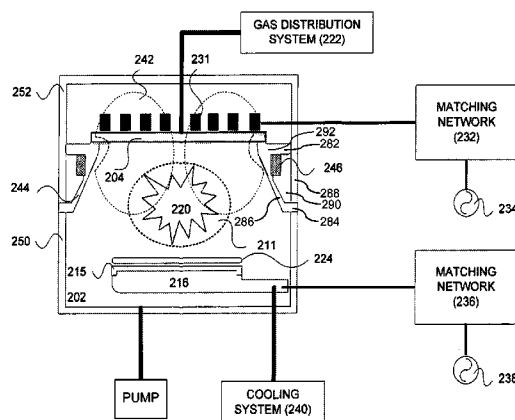 GAS DISTRIBUTION
SYSTEM (222)
242
231
252
MATCHING
NETWORK
(232)
292
282
204
246
244
288
290
234
220
286
284
250
211
215
224
216
MATCHING
NETWORK
(236)
202
238
PUMP
COOLING
SYSTEM (240)